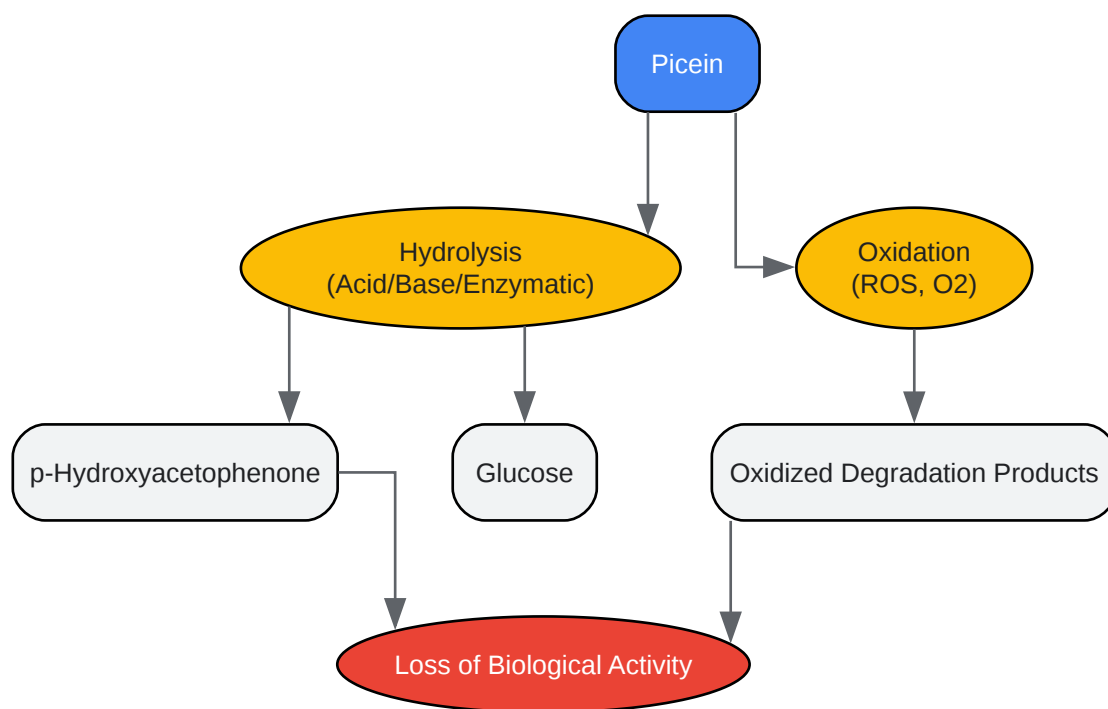 Picein
Hydrolysis
(Acid/Base/Enzymatic)
Oxidation
(ROS, O2)
p-Hydroxyacetophenone
Glucose
Oxidized Degradation Products
Loss of Biological Activity